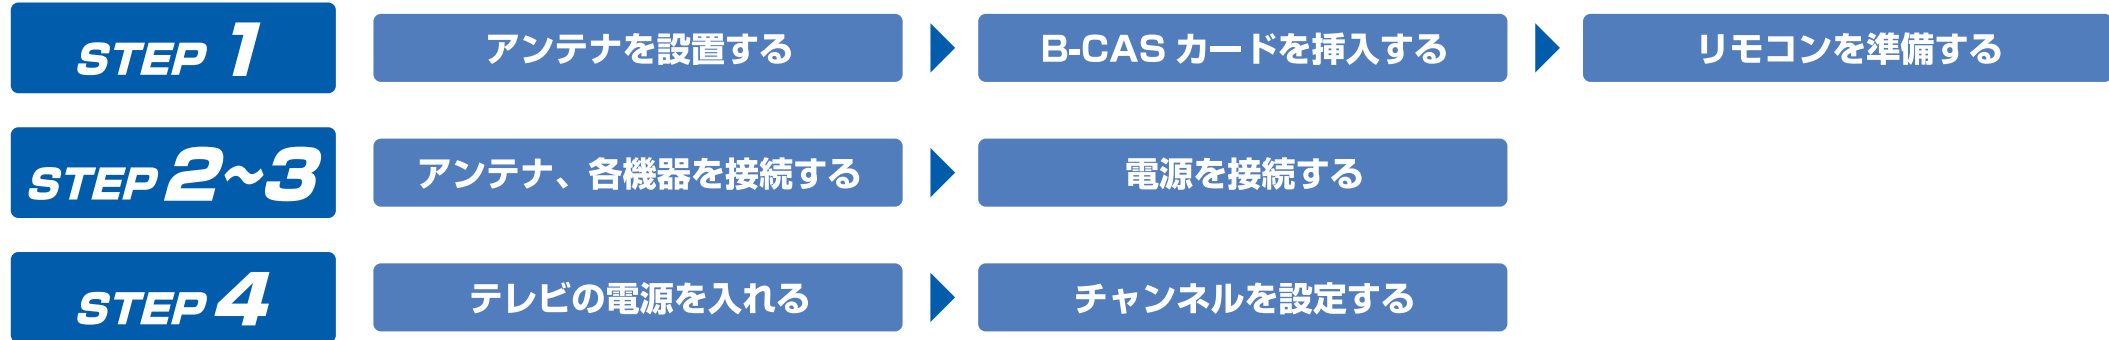 STEP 1 アンテナを設置する B-CAS カードを挿入する リモコンを準備する
STEP 2~3 アンテナ、各機器を接続する 電源を接続する
STEP 4 テレビの電源を入れる チャンネルを設定する